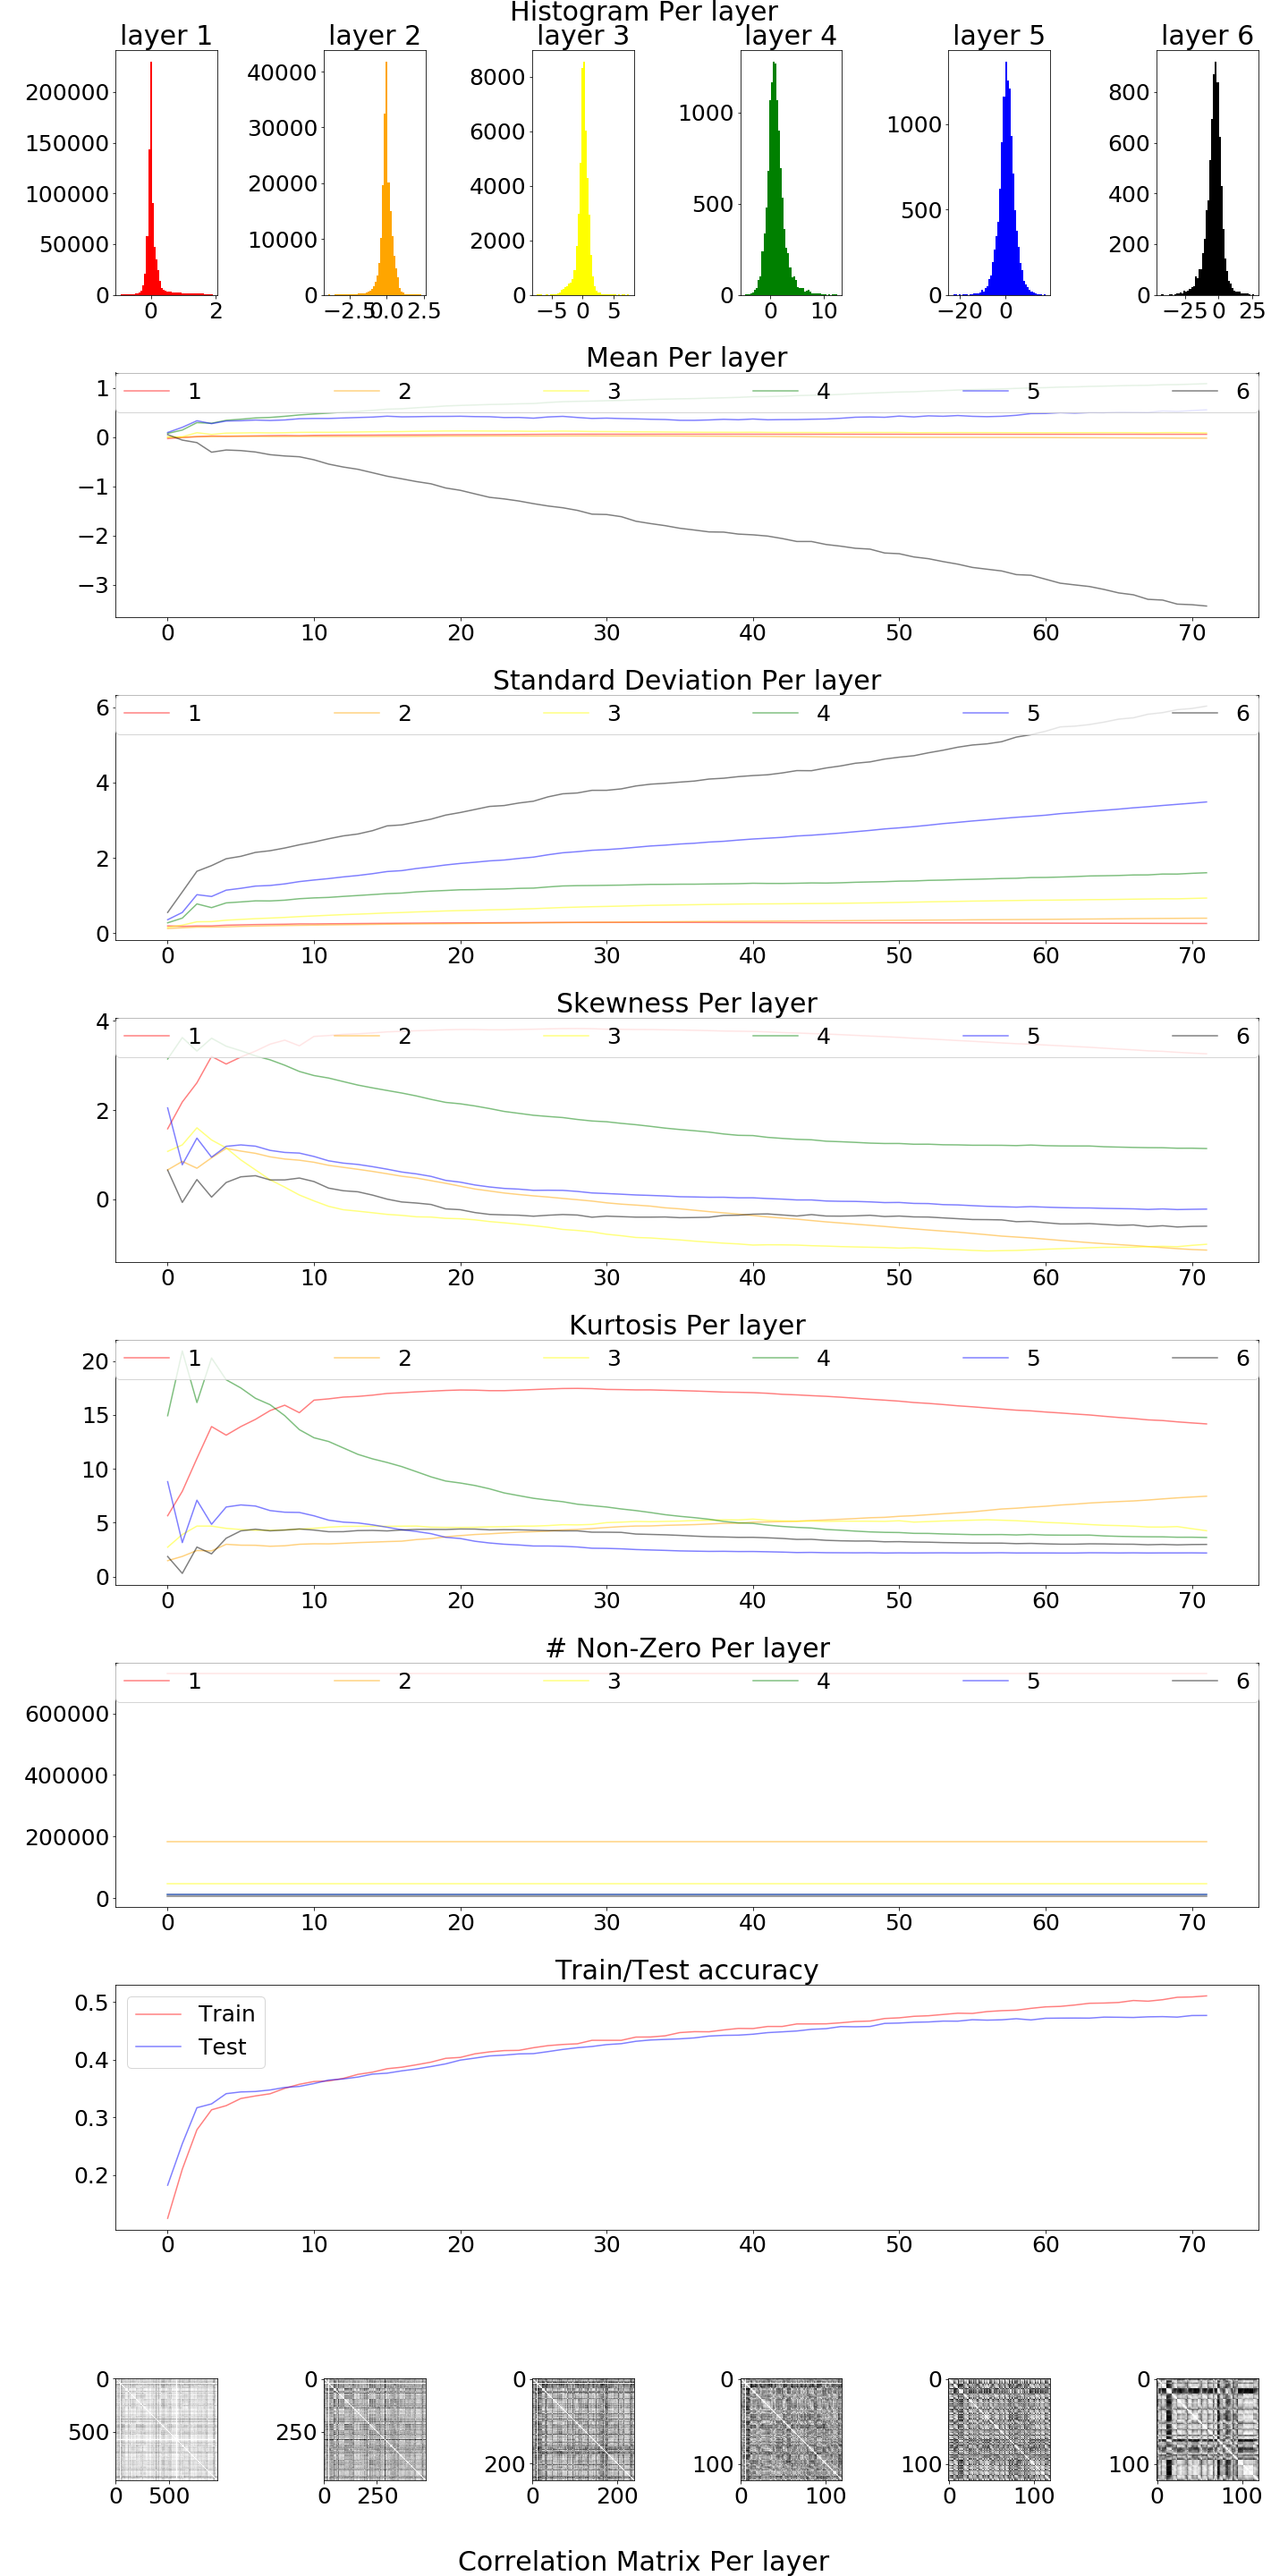 Histogram Per layer
layer 1 layer 2 layer 3 layer 4 layer 5 layer 6
200000
150000
100000
50000
0
0 2
40000
30000
20000
10000
0
−2.5 0.0 2.5
8000
6000
4000
2000
0
−5 0 5
1000
500
0
0 10
1000
500
0
−20 0
800
600
400
200
0
−25 0 25
Mean Per layer
1 2 3 4 5 6
1
0
−1
−2
−3
0 10 20 30 40 50 60 70
Standard Deviation Per layer
1 2 3 4 5 6
6
4
2
0
0 10 20 30 40 50 60 70
Skewness Per layer
1 2 3 4 5 6
4
2
0
0 10 20 30 40 50 60 70
Kurtosis Per layer
1 2 3 4 5 6
20
15
10
5
0
0 10 20 30 40 50 60 70
# Non-Zero Per layer
1 2 3 4 5 6
600000
400000
200000
0
0 10 20 30 40 50 60 70
Train/Test accuracy
Train
Test
0.5
0.4
0.3
0.2
0 10 20 30 40 50 60 70
0
500
0 500
0
250
0 250
0
200
0 200
0
100
0 100
0
100
0 100
0
100
0 100
Correlation Matrix Per layer